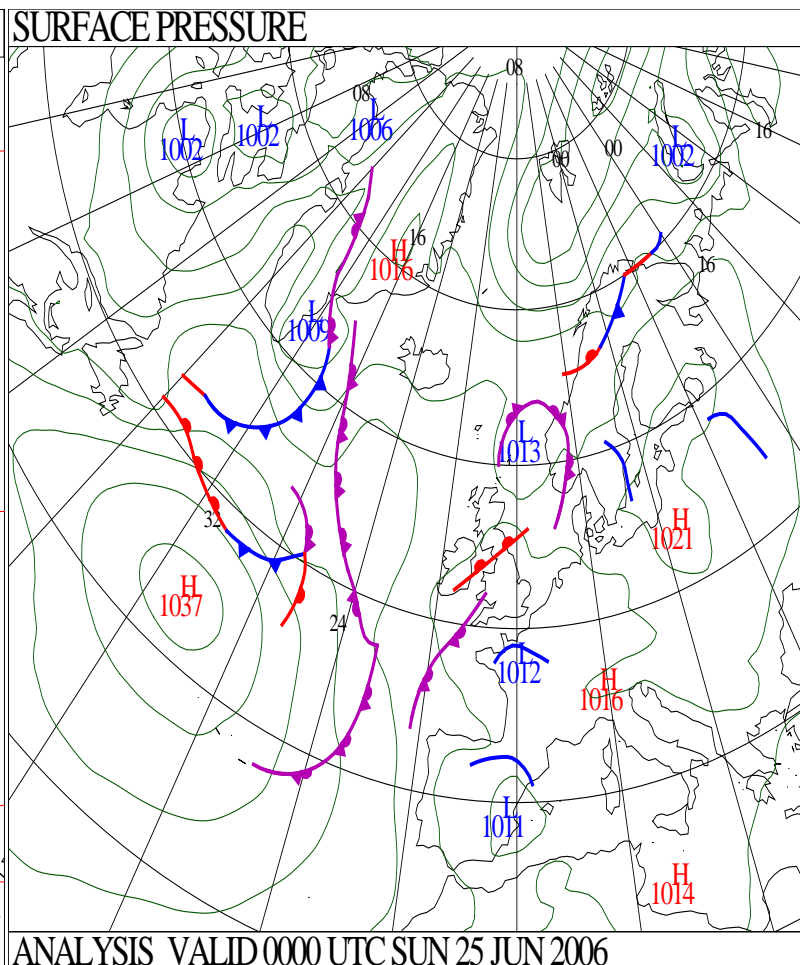 SURFACE PRESSURE
08
08
L
1002
L
1002
L
1006
16
L
1002
00
00
16
H
1016
16
L
1009
L
1013
32
H
1021
H
1037
24
L
1012
H
1016
L
1011
H
1014
ANALYSIS VALID 0000 UTC SUN 25 JUN 2006